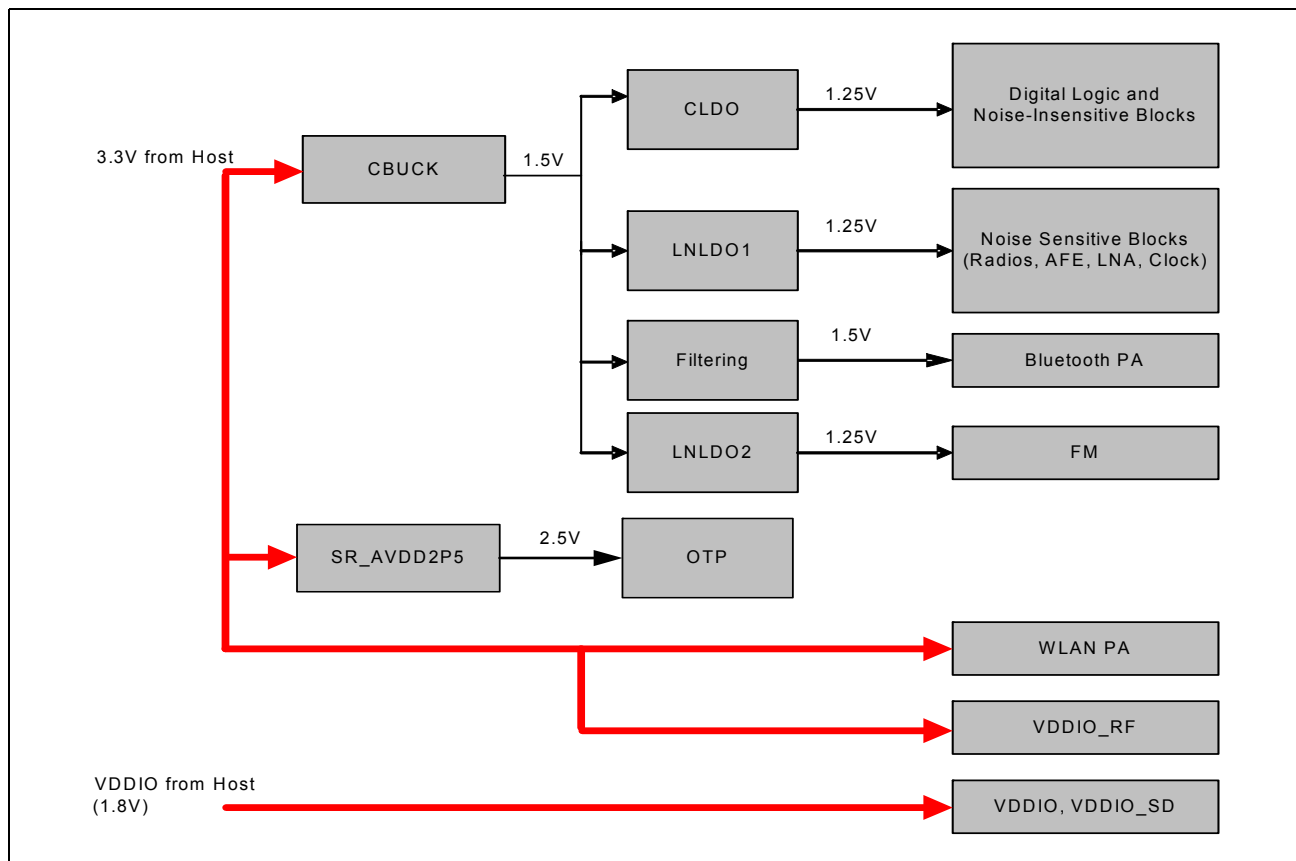 CLDO
1.25V
Digital Logic and
Noise-Insensitive Blocks
3.3V from Host
CBUCK
1.5V
LNLDO1
1.25V
Noise Sensitive Blocks
(Radios, AFE, LNA, Clock)
Filtering
1.5V
Bluetooth PA
LNLDO2
1.25V
FM
SR_AVDD2P5
2.5V
OTP
WLAN PA
VDDIO_RF
VDDIO from Host
(1.8V)
VDDIO, VDDIO_SD